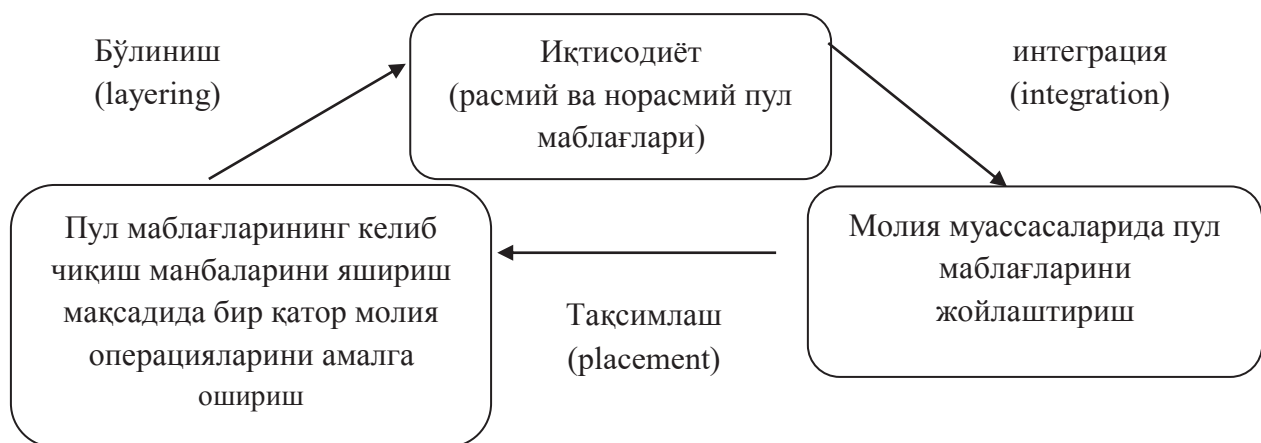 Бўлиниш
(layering)
Иқтисодиёт
(расмий ва норасмий пул
маблағлари)
интеграция
(integration)
Пул маблағларининг келиб
чиқиш манбаларини яшириш
мақсадида бир қатор молия
операцияларини амалга
ошириш
Тақсимлаш
(placement)
Молия муассасаларида пул
маблағларини
жойлаштириш